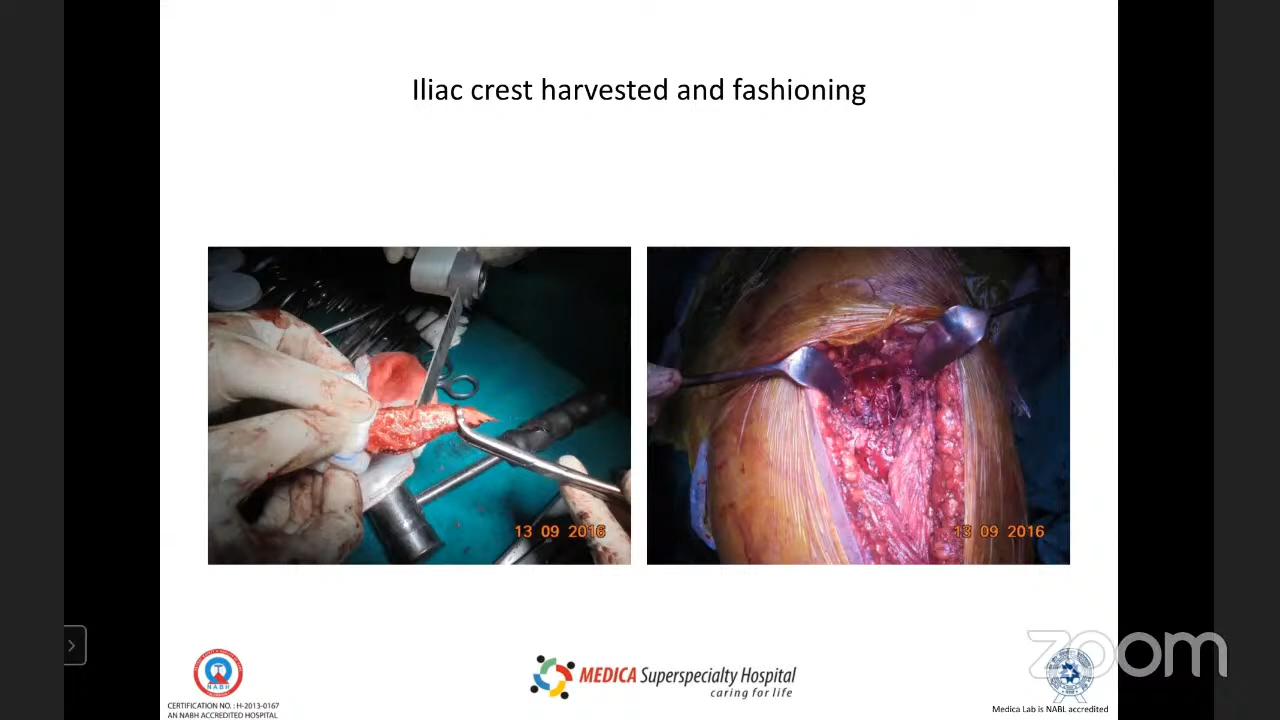 Iliac crest harvested and fashioning
13 09 2016
13 09 2016
NABH
CERTIFICATION NO. : H-2013-0167
AN NABH ACCREDITED HOSPITAL
MEDICA Superspecialty Hospital
caring for life
zoom
Medica Lab is NABL accredited